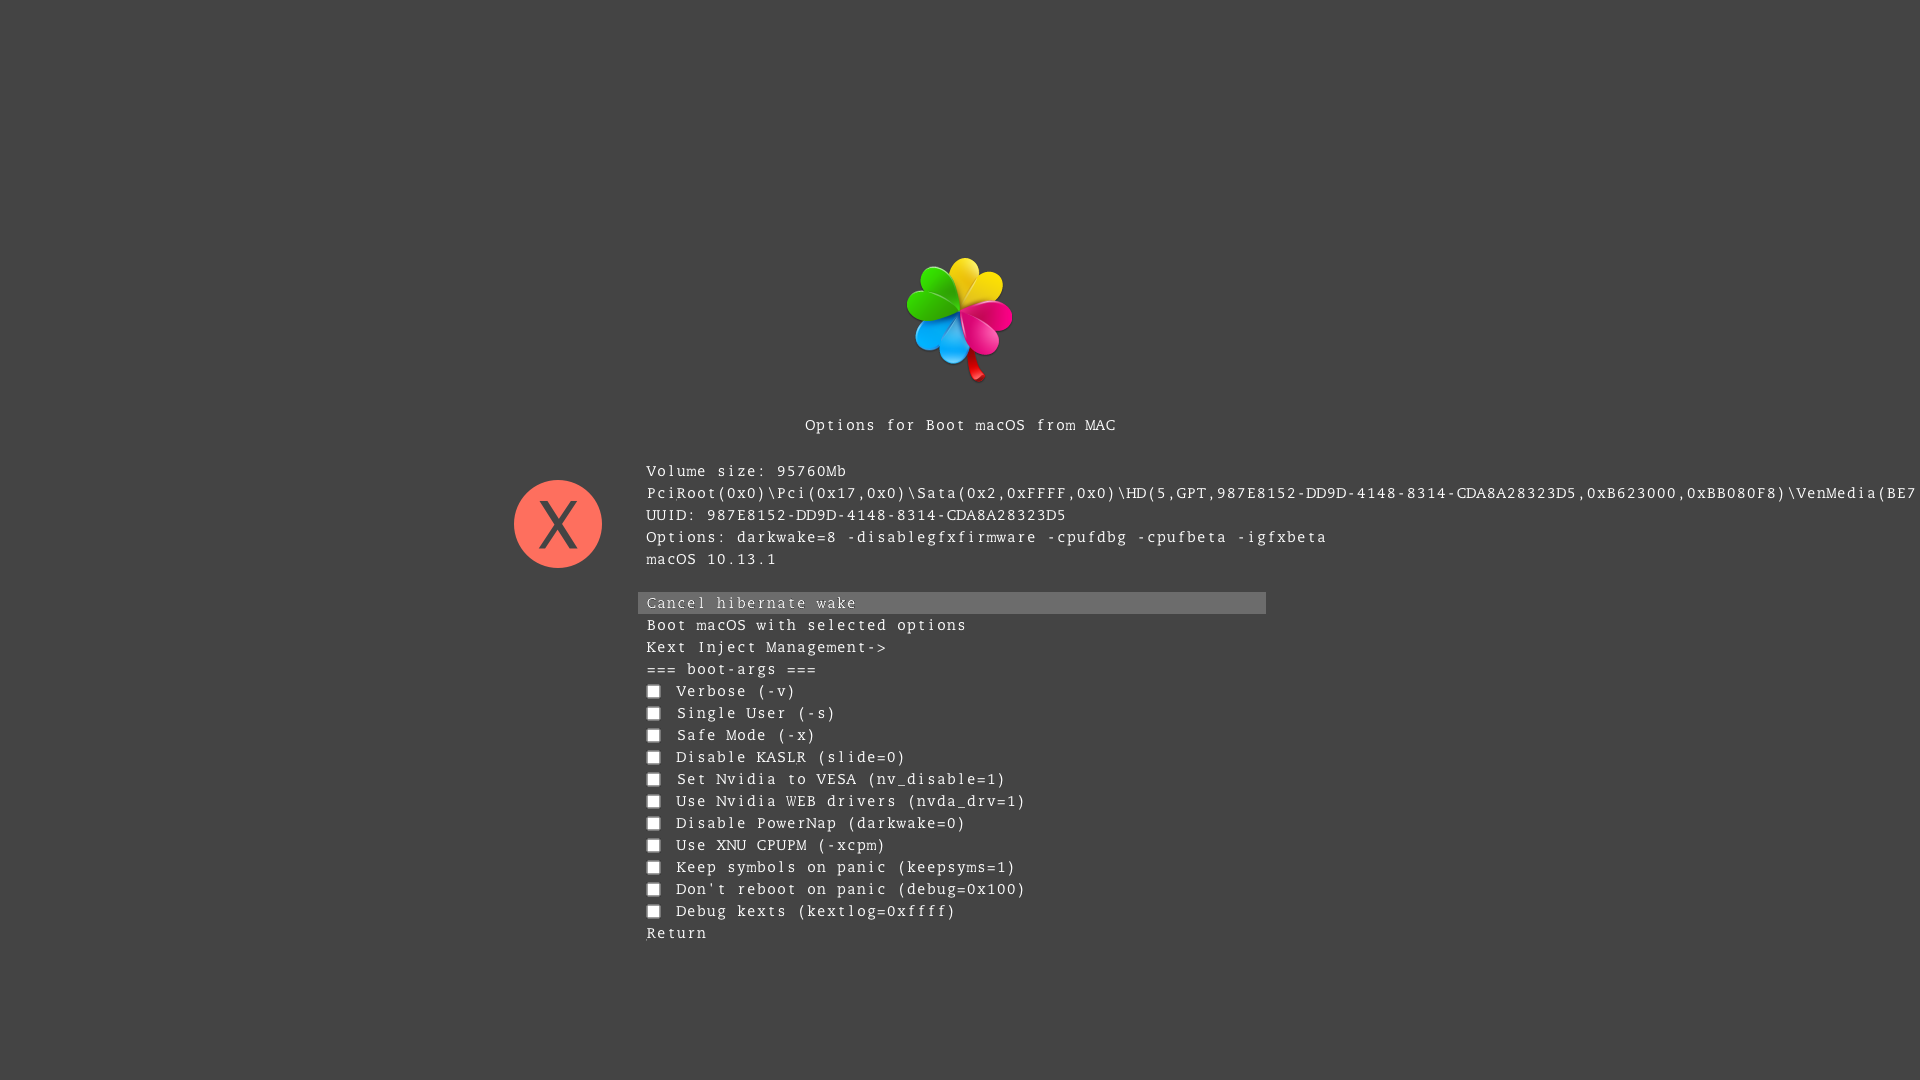 Options for Boot macOS from MAC
Volume size: 95760Mb
PciRoot(0x0)\Pci(0x17,0x0)\Sata(0x2,0xFFFF,0x0)\HD(5,GPT,987E8152-DD9D-4148-8314-CDA8A28323D5,0xB623000,0xBB080F8)\VenMedia(BE7
X
UUID: 987E8152-DD9D-4148-8314-CDA8A28323D5
Options: darkwake=8 -disablegfxfirmware -cpufdbg -cpufbeta -igfxbeta
macOS 10.13.1
Cancel hibernate wake
Boot macOS with selected options
Kext Inject Management->
=== boot-args ===
Verbose (-v)
Single User (-s)
Safe Mode (-x)
Disable KASLR (slide=0)
Set Nvidia to VESA (nv_disable=1)
Use Nvidia WEB drivers (nvda_drv=1)
Disable PowerNap (darkwake=0)
Use XNU CPUPM (-xcpm)
Keep symbols on panic (keepsyms=1)
Don't reboot on panic (debug=0x100)
Debug kexts (kextlog=0xffff)
Return